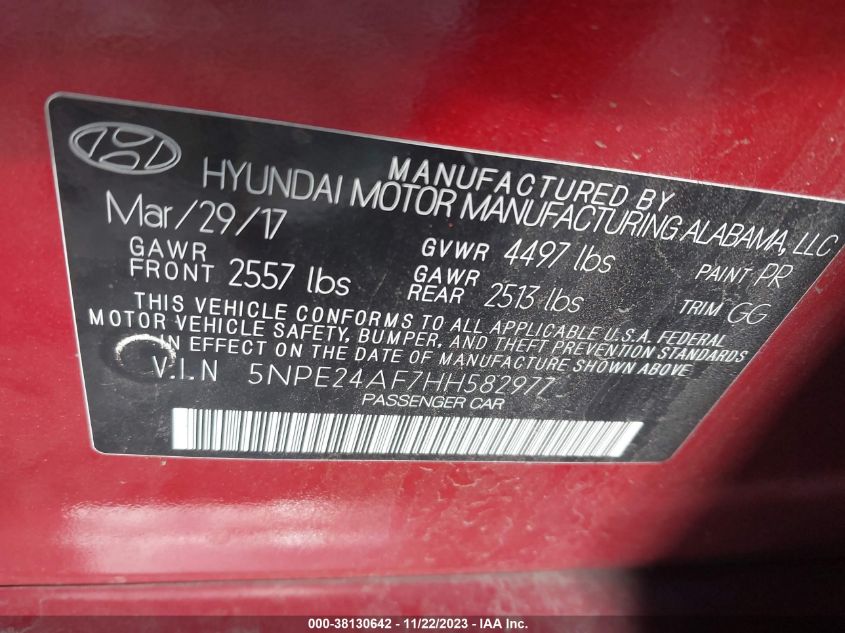 MANUFACTURED BY
HYUNDAI MOTOR MANUFACTURING ALABAMA, LLC
Mar/29/17
GVWR 4497 lbs
PAINT PR
GAWR
FRONT 2557 lbs
GAWR
REAR 2513 lbs
TRIM GG
THIS VEHICLE CONFORMS TO ALL APPLICABLE U.S.A. FEDERAL
MOTOR VEHICLE SAFETY, BUMPER, AND THEFT PREVENTION STANDARDS
IN EFFECT ON THE DATE OF MANUFACTURE SHOWN ABOVE.
V.I.N 5NPE24AF7HH582977
PASSENGER CAR
000-38130642 - 11/22/2023 - IAA Inc.